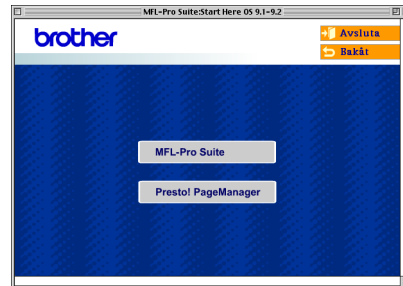 MFL-Pro Suite:Start Here OS 9.1-9.2
brother
Avsluta
Bakåt
MFL-Pro Suite
Presto! PageManager